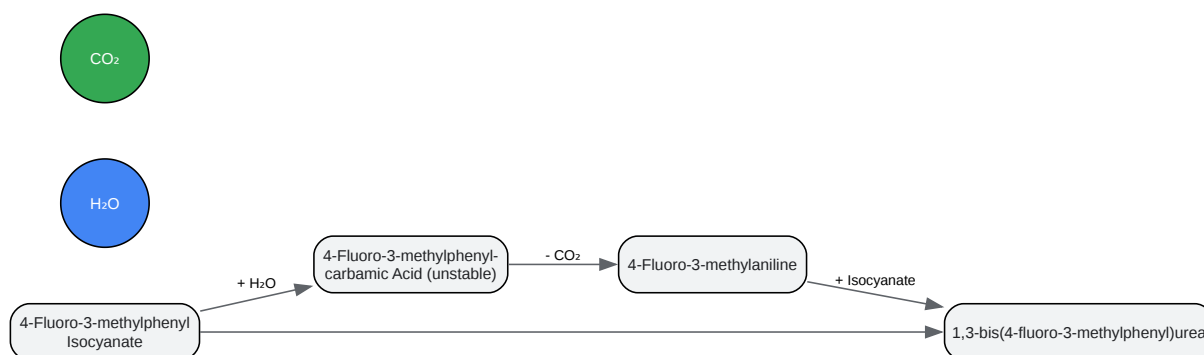 CO₂
H₂O
4-Fluoro-3-methylphenyl-
carbamic Acid (unstable)
- CO₂
4-Fluoro-3-methylaniline
+ H₂O
+ Isocyanate
4-Fluoro-3-methylphenyl
Isocyanate
1,3-bis(4-fluoro-3-methylphenyl)urea